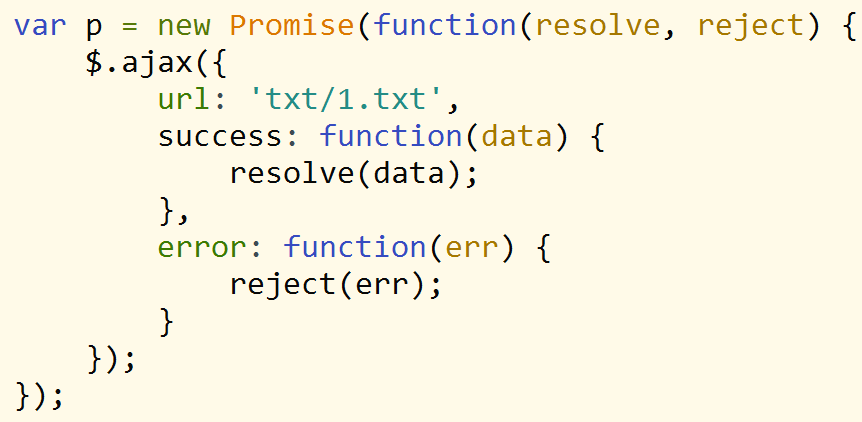 var p = new Promise(function(resolve, reject) {
    $.ajax({
        url: 'txt/1.txt',
        success: function(data) {
            resolve(data);
        },
        error: function(err) {
            reject(err);
        }
    });
});